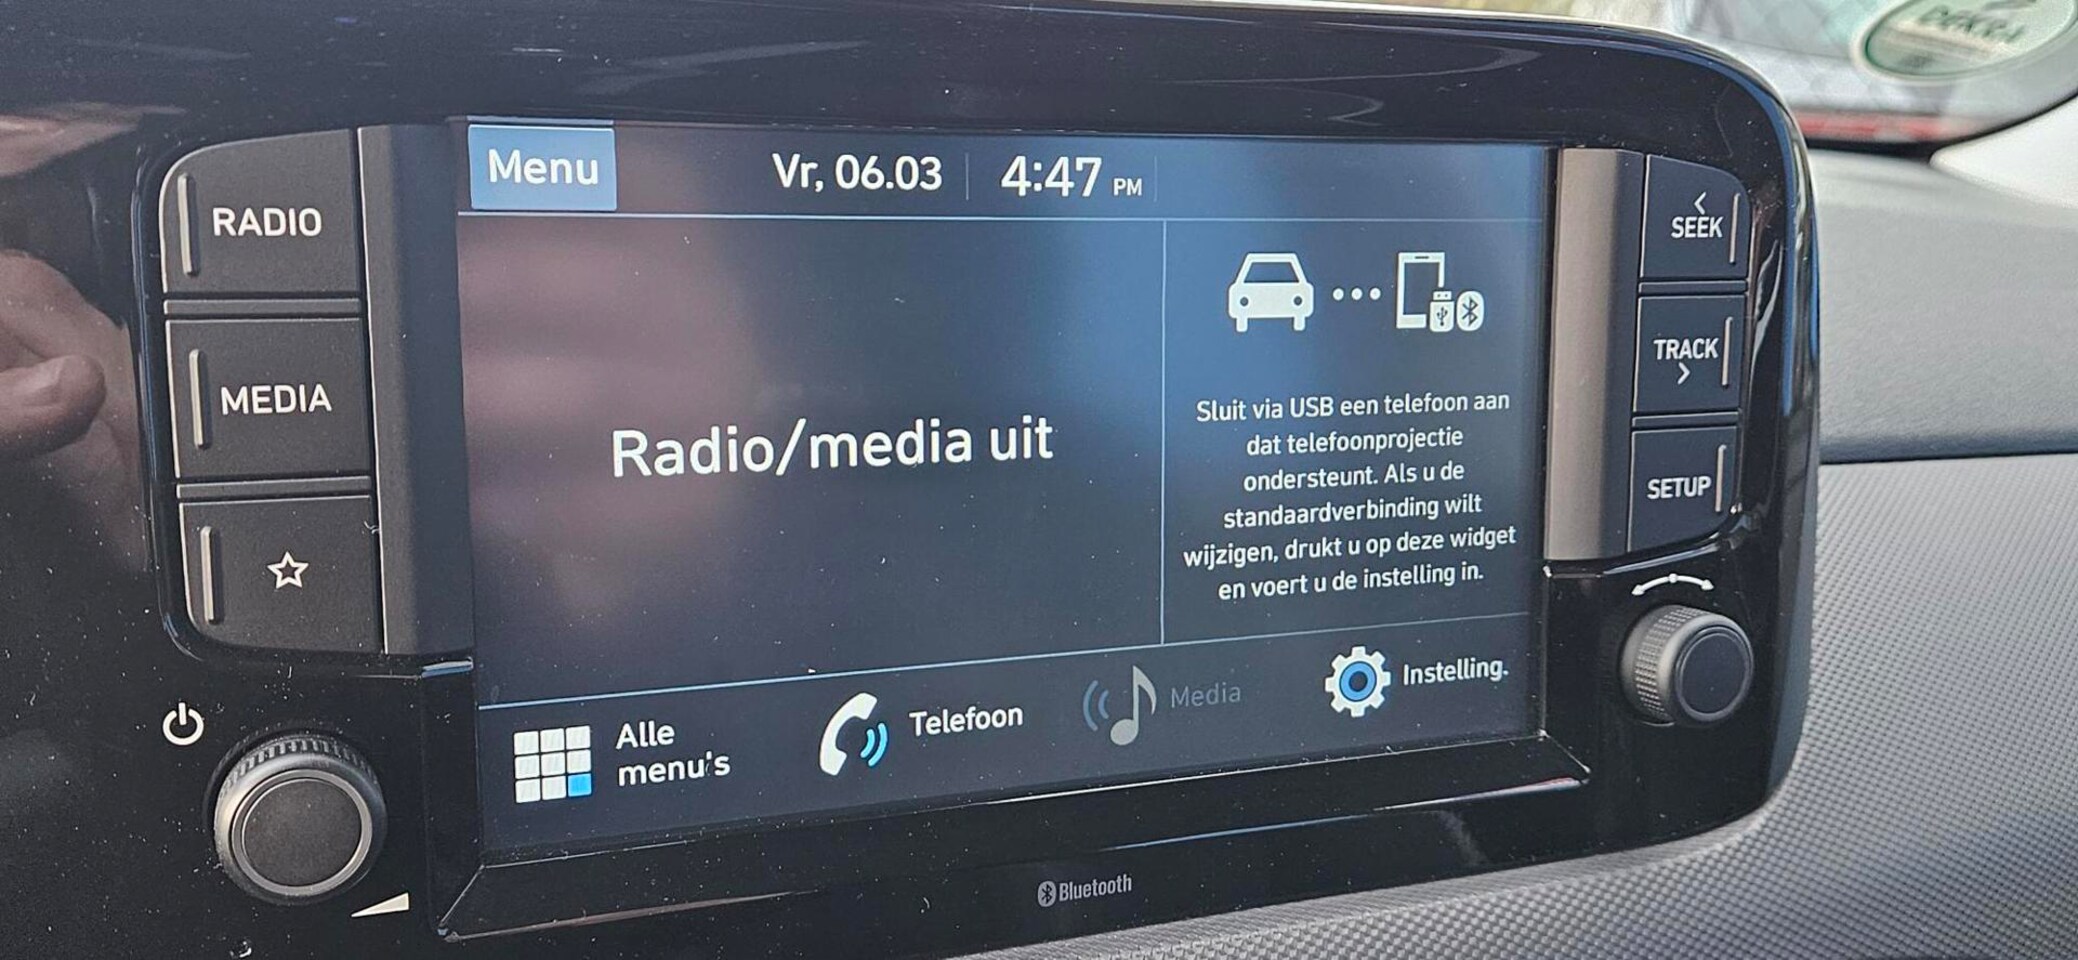 DEKRA
Menu
Vr, 06.03
4:47 PM
RADIO
MEDIA
Radio/media uit
Sluit via USB een telefoon aan
dat telefoonprojectie
ondersteunt. Als u de
standaardverbinding wilt
wijzigen, drukt u op deze widget
en voert u de instelling in.
SEEK
TRACK
SETUP
Alle
menu's
Telefoon
Media
Instelling.
Bluetooth